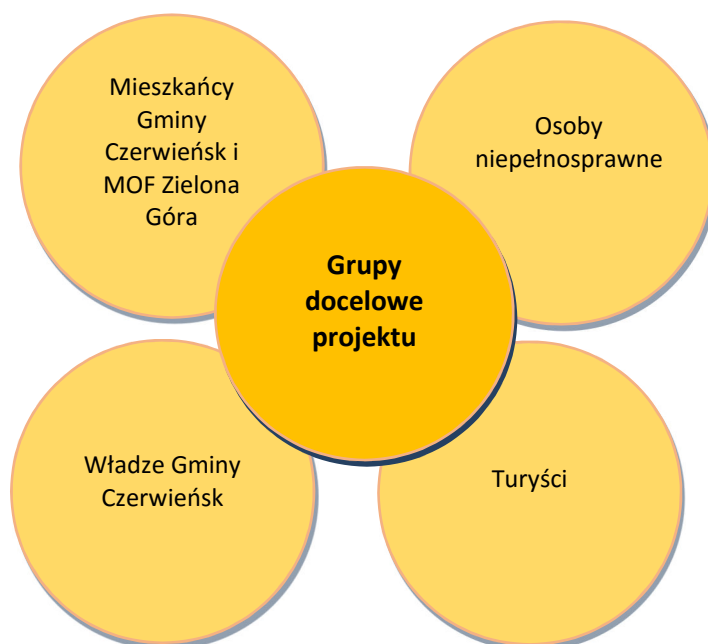 Mieszkańcy
Gminy
Czerwieńsk i
MOF Zielona
Góra
Osoby
niepełnosprawne
Grupy
docelowe
projektu
Władze Gminy
Czerwieńsk
Turyści